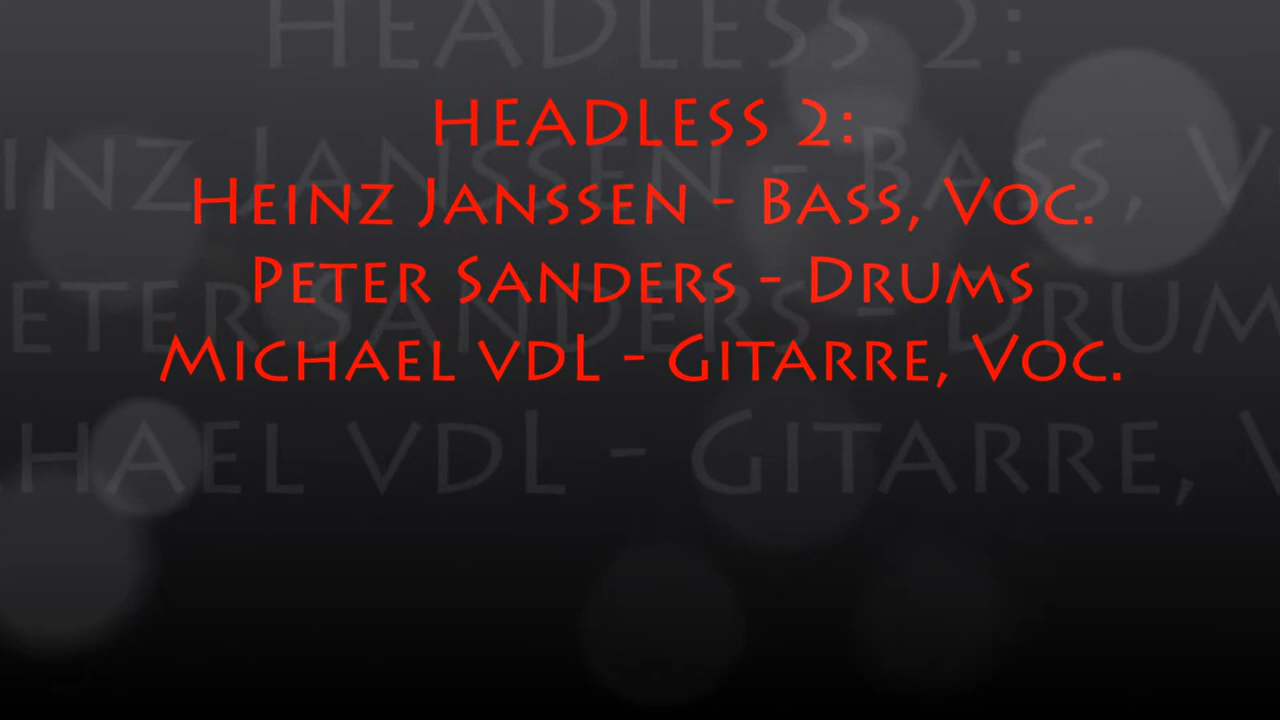 HEADLESS 2:
HEINZ JANSSEN - BASS, VOC.
PETER SANDERS - DRUMS
MICHAEL VDL - GITARRE, VOC.